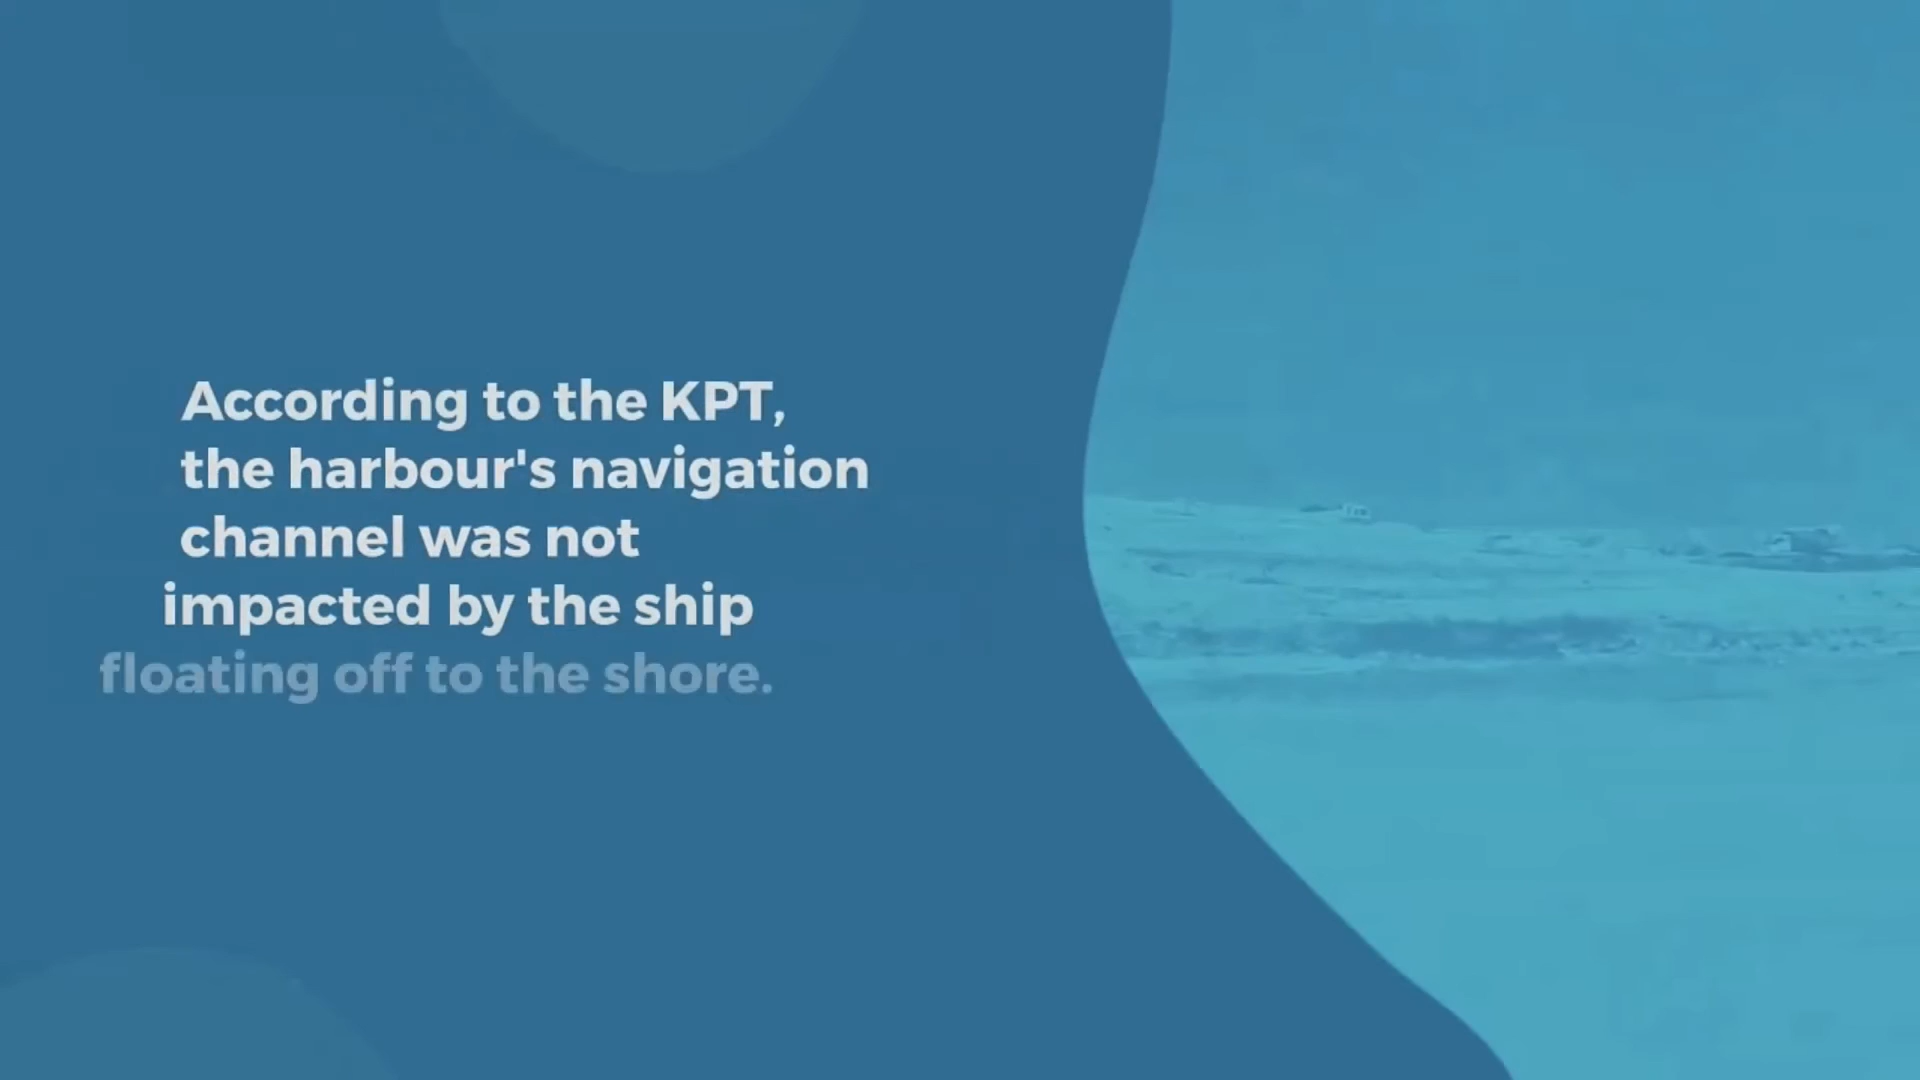 According to the KPT,
the harbour's navigation
channel was not
impacted by the ship
floating off to the shore.